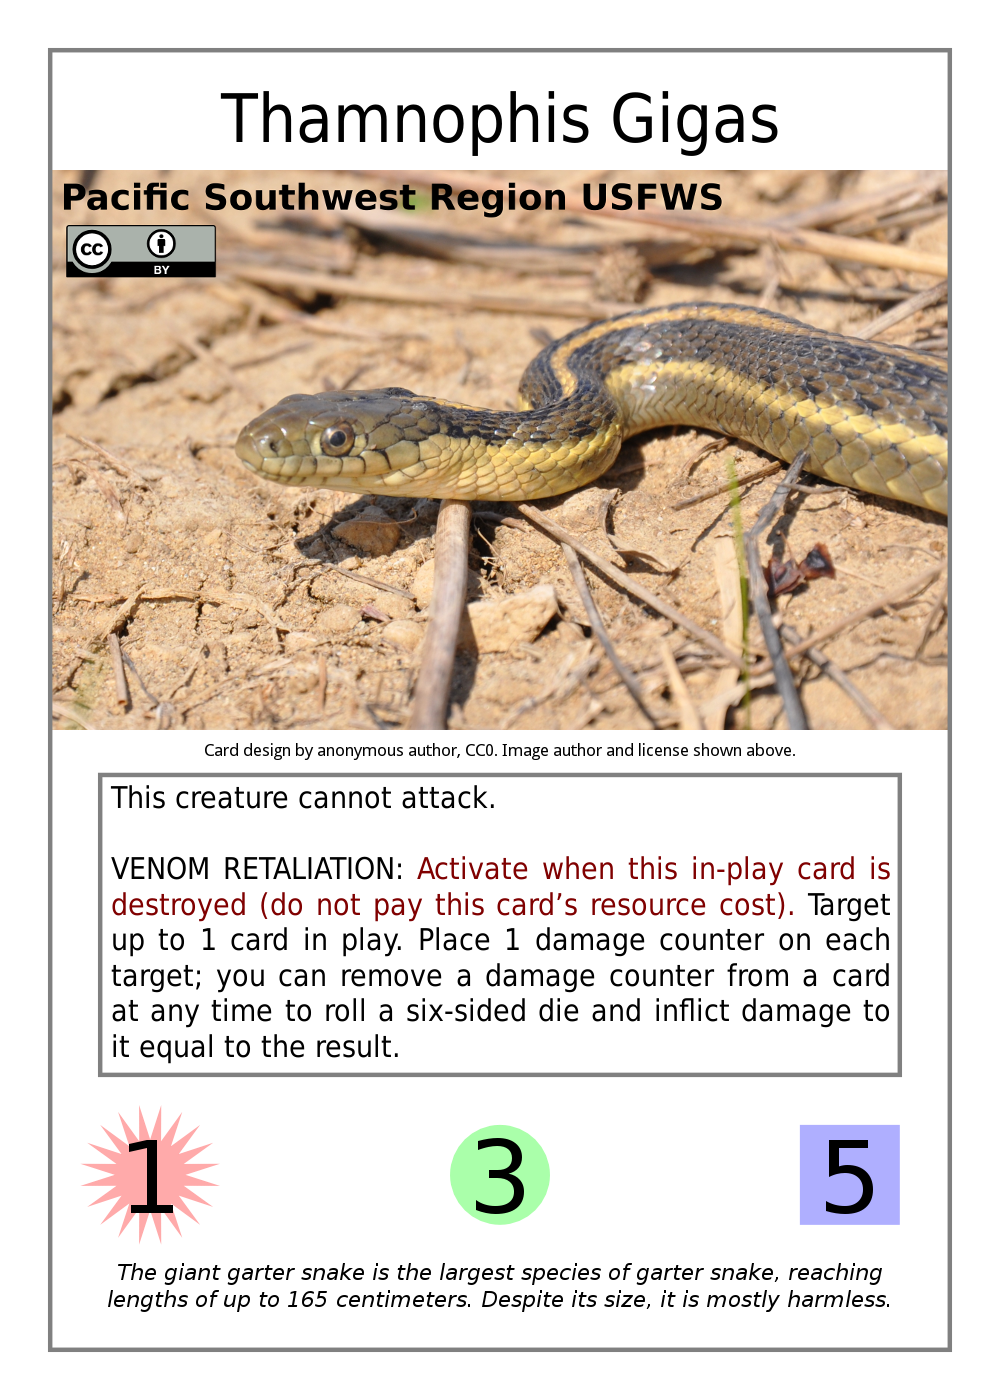 Thamnophis Gigas
Pacific Southwest Region USFWS
cc
BY
Card design by anonymous author, CC0. Image author and license shown above.
This creature cannot attack.
VENOM RETALIATION: Activate when this in-play card is
destroyed (do not pay this card’s resource cost). Target
up to 1 card in play. Place 1 damage counter on each
target; you can remove a damage counter from a card
at any time to roll a six-sided die and inflict damage to
it equal to the result.
1 3 5
The giant garter snake is the largest species of garter snake, reaching
lengths of up to 165 centimeters. Despite its size, it is mostly harmless.